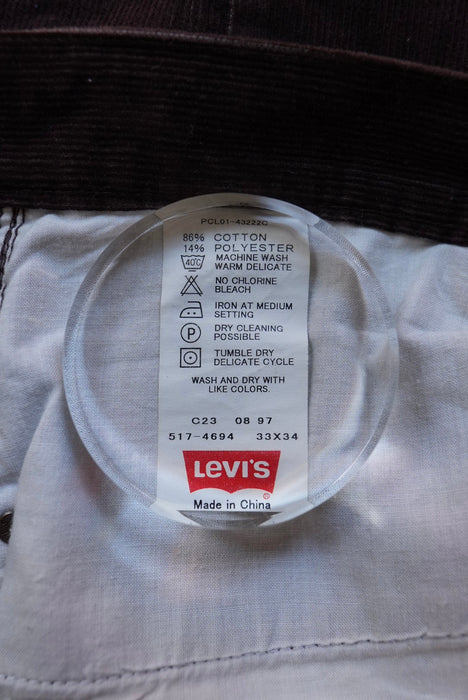 PCL01-43222C
86% COTTON
14% POLYESTER
40°C MACHINE WASH
WARM DELICATE
NO CHLORINE
BLEACH
IRON AT MEDIUM
SETTING
P DRY CLEANING
POSSIBLE
TUMBLE DRY
DELICATE CYCLE
WASH AND DRY WITH
LIKE COLORS.
C23 08 97
517-4694 33X34
Levi's
®
Made in China